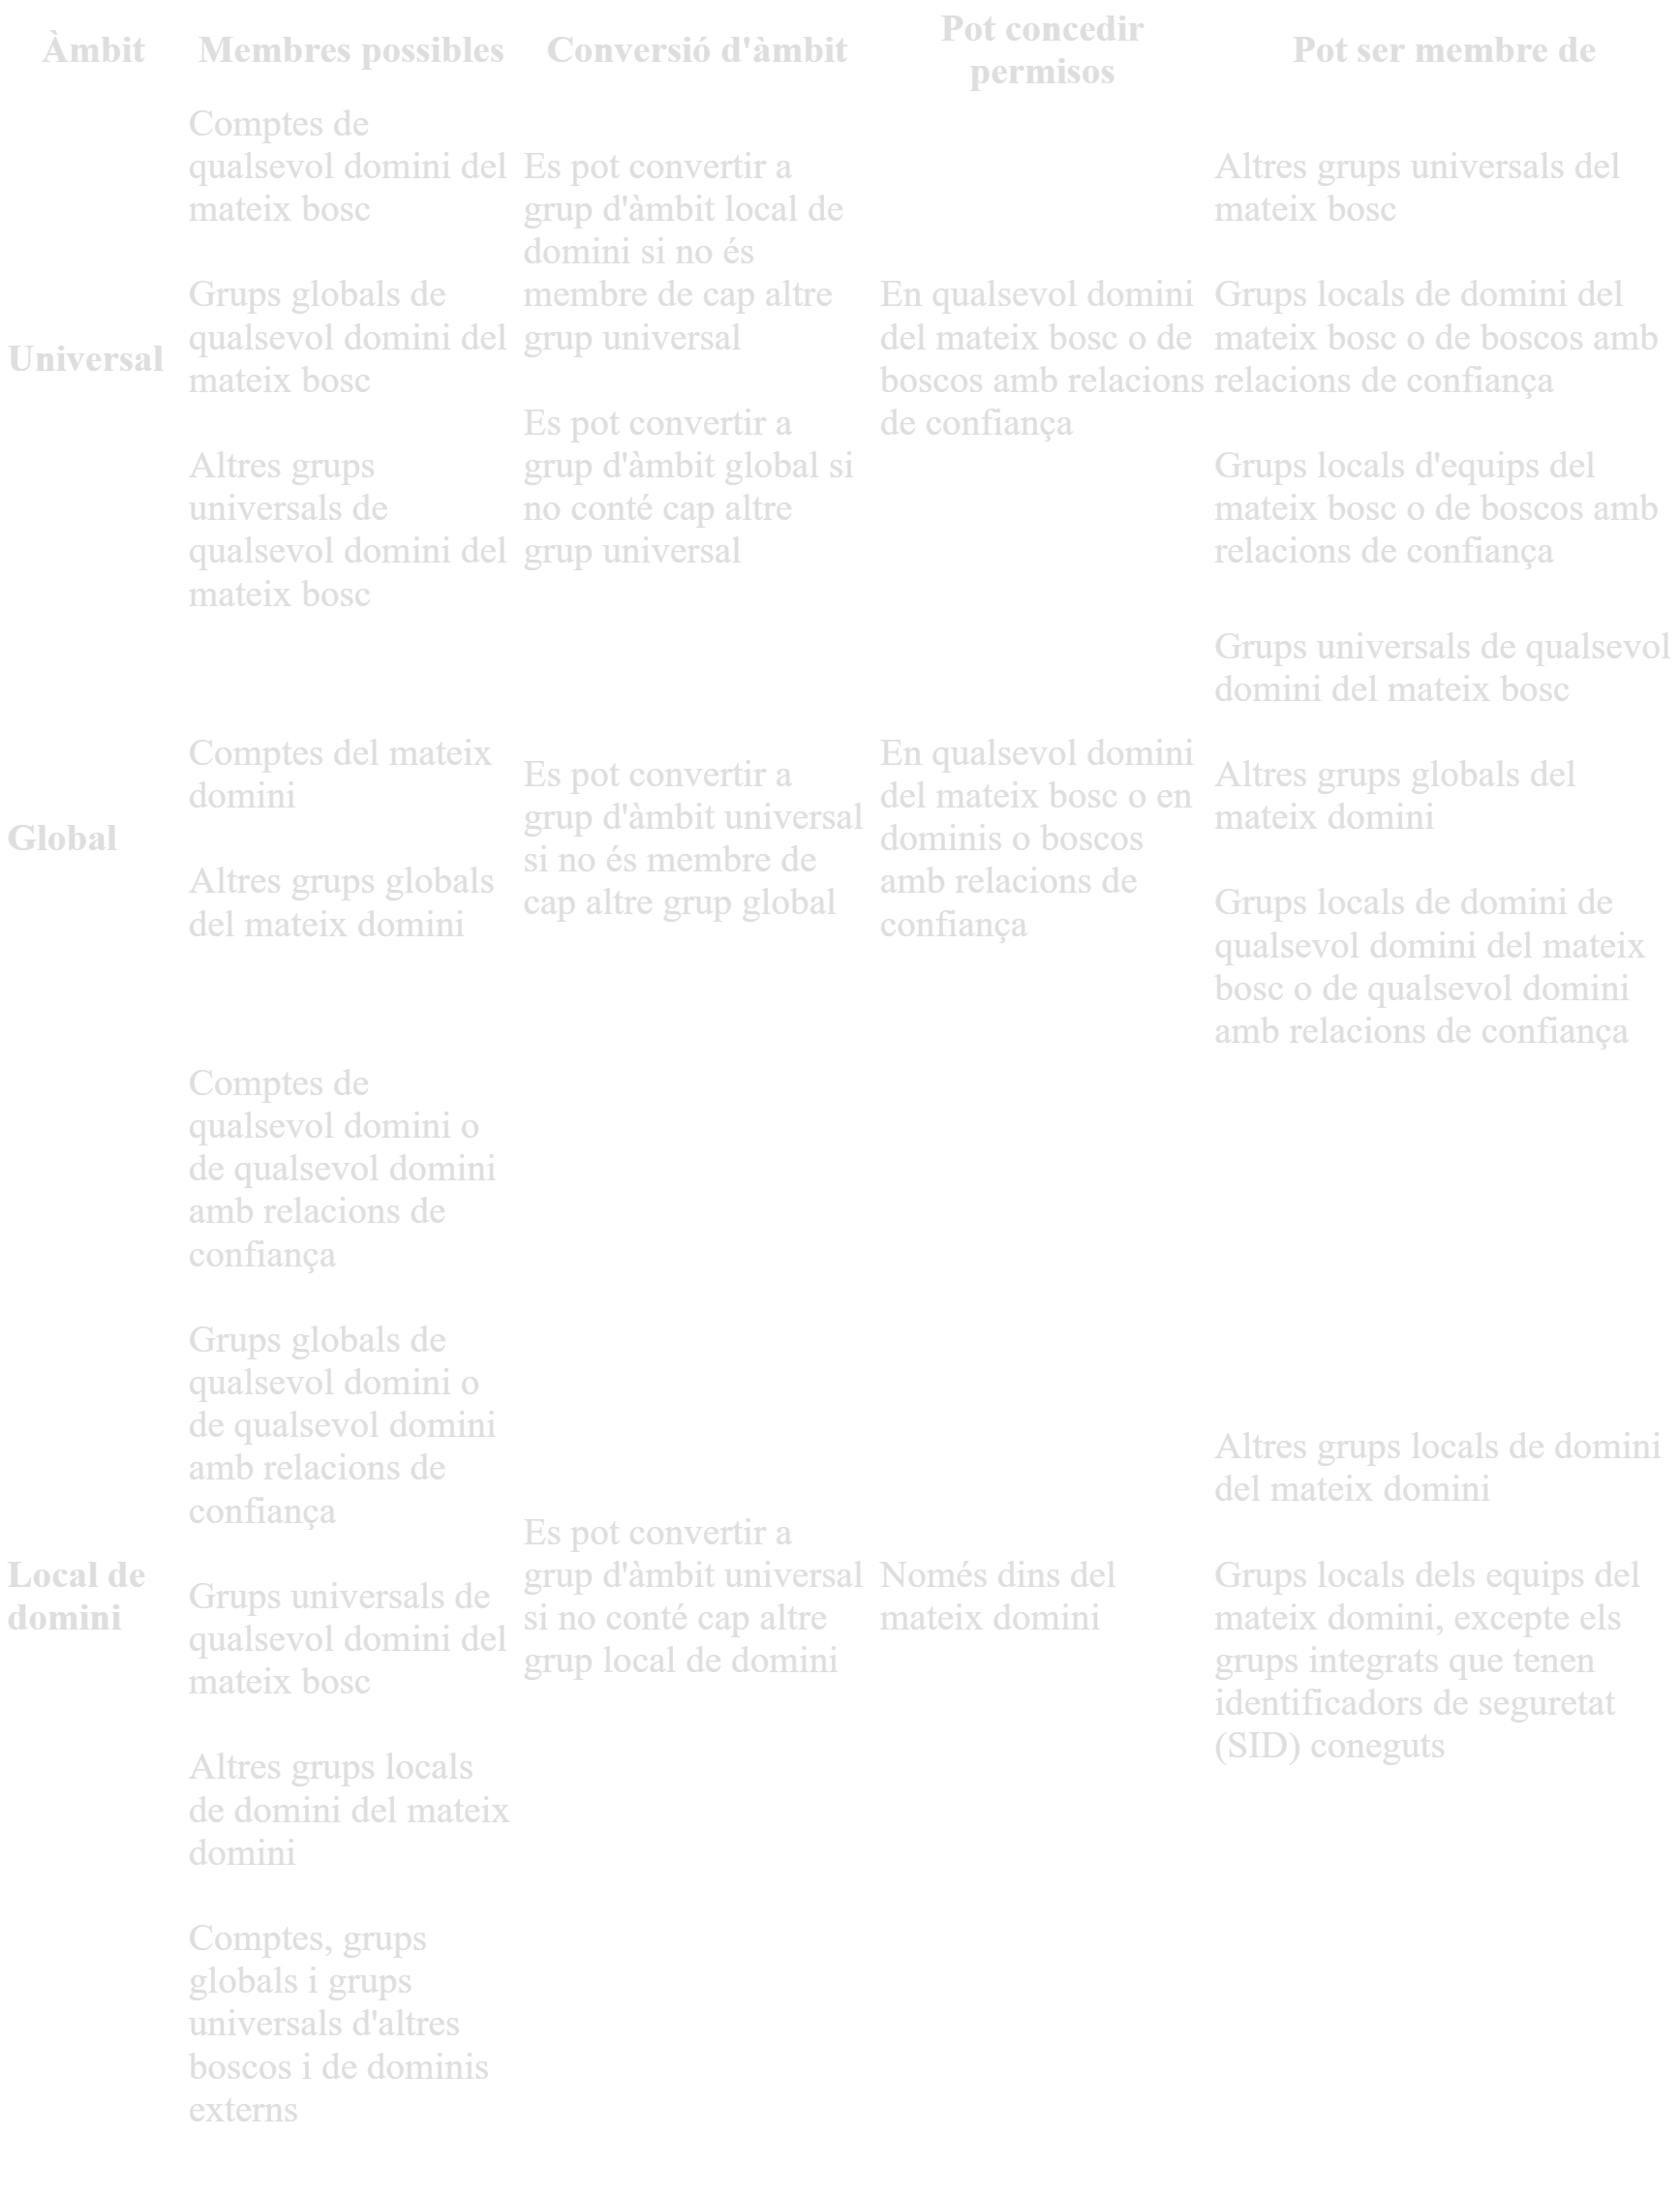 Àmbit
Membres possibles
Conversió d'àmbit
Pot concedir
permisos
Pot ser membre de
Universal
Comptes de
qualsevol domini del
mateix bosc
Grups globals de
qualsevol domini del
mateix bosc
Altres grups
universals de
qualsevol domini del
mateix bosc
Es pot convertir a
grup d'àmbit local de
domini si no és
membre de cap altre
grup universal
Es pot convertir a
grup d'àmbit global si
no conté cap altre
grup universal
En qualsevol domini
del mateix bosc o de
boscos amb relacions
de confiança
Altres grups universals del
mateix bosc
Grups locals de domini del
mateix bosc o de boscos amb
relacions de confiança
Grups locals d'equips del
mateix bosc o de boscos amb
relacions de confiança
Global
Comptes del mateix
domini
Altres grups globals
del mateix domini
Es pot convertir a
grup d'àmbit universal
si no és membre de
cap altre grup global
En qualsevol domini
del mateix bosc o en
dominis o boscos
amb relacions de
confiança
Grups universals de qualsevol
domini del mateix bosc
Altres grups globals del
mateix domini
Grups locals de domini de
qualsevol domini del mateix
bosc o de qualsevol domini
amb relacions de confiança
Local de
domini
Comptes de
qualsevol domini o
de qualsevol domini
amb relacions de
confiança
Grups globals de
qualsevol domini o
de qualsevol domini
amb relacions de
confiança
Grups universals de
qualsevol domini del
mateix bosc
Altres grups locals
de domini del mateix
domini
Comptes, grups
globals i grups
universals d'altres
boscos i de dominis
externs
Es pot convertir a
grup d'àmbit universal
si no conté cap altre
grup local de domini
Només dins del
mateix domini
Altres grups locals de domini
del mateix domini
Grups locals dels equips del
mateix domini, excepte els
grups integrats que tenen
identificadors de seguretat
(SID) coneguts